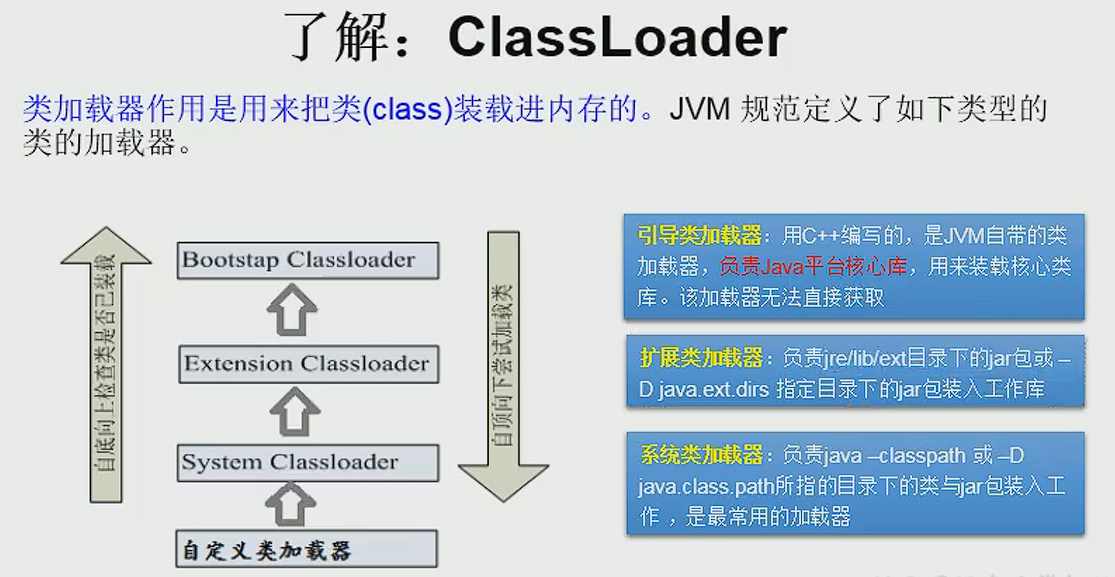 了解：ClassLoader
类加载器作用是用来把类(class)装载进内存的。JVM 规范定义了如下类型的
类的加载器。
自底向上检查类是否已装载
Bootstap Classloader
Extension Classloader
System Classloader
自定义类加载器
自顶向下尝试加载类
引导类加载器：用C++编写的，是JVM自带的类
加载器，负责Java平台核心库，用来装载核心类
库。该加载器无法直接获取
扩展类加载器：负责jre/lib/ext目录下的jar包或 –
D java.ext.dirs 指定目录下的jar包装入工作库
系统类加载器：负责java –classpath 或 –D
java.class.path所指的目录下的类与jar包装入工
作 ，是最常用的加载器